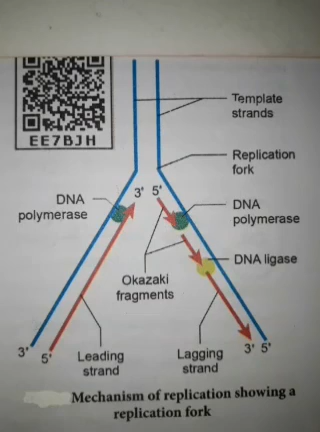 EE7BJH
Template
strands
Replication
fork
3' 5'
DNA
polymerase
DNA
polymerase
DNA ligase
Okazaki
fragments
3'
5'
Leading
strand
Lagging
strand
3' 5'
Mechanism of replication showing a
replication fork